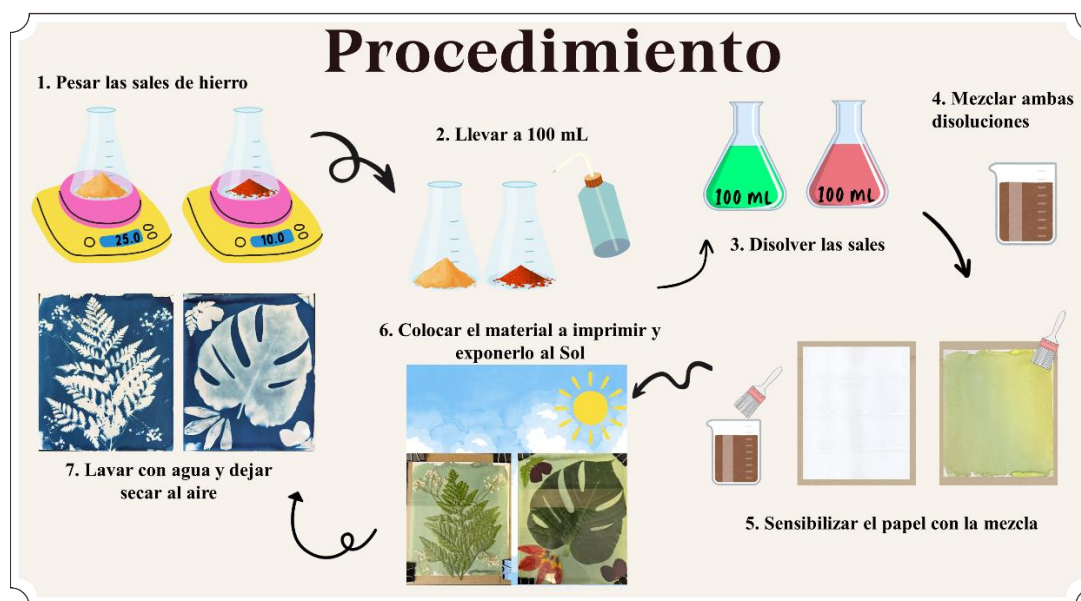 Procedimiento
1. Pesar las sales de hierro
25.0
10.0
2. Llevar a 100 mL
100 mL
100 mL
3. Disolver las sales
4. Mezclar ambas
disoluciones
5. Sensibilizar el papel con la mezcla
6. Colocar el material a imprimir y
exponerlo al Sol
7. Lavar con agua y dejar
secar al aire